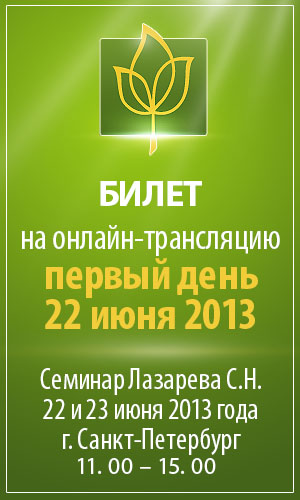 БИЛЕТ
на онлайн-трансляцию
первый день
22 июня 2013
Семинар Лазарева С.Н.
22 и 23 июня 2013 года
г. Санкт-Петербург
11. 00 – 15. 00